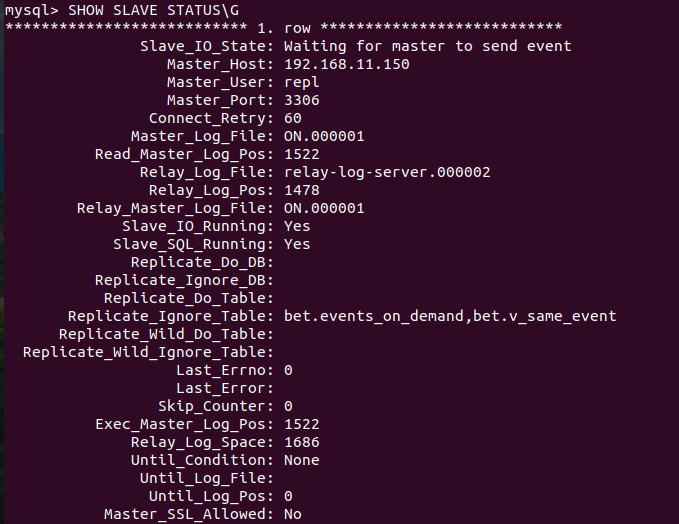 mysql> SHOW SLAVE STATUS\G
*************************** 1. row ***************************
Slave_IO_State: Waiting for master to send event
Master_Host: 192.168.11.150
Master_User: repl
Master_Port: 3306
Connect_Retry: 60
Master_Log_File: ON.000001
Read_Master_Log_Pos: 1522
Relay_Log_File: relay-log-server.000002
Relay_Log_Pos: 1478
Relay_Master_Log_File: ON.000001
Slave_IO_Running: Yes
Slave_SQL_Running: Yes
Replicate_Do_DB:
Replicate_Ignore_DB:
Replicate_Do_Table:
Replicate_Ignore_Table: bet.events_on_demand,bet.v_same_event
Replicate_Wild_Do_Table:
Replicate_Wild_Ignore_Table:
Last_Errno: 0
Last_Error:
Skip_Counter: 0
Exec_Master_Log_Pos: 1522
Relay_Log_Space: 1686
Until_Condition: None
Until_Log_File:
Until_Log_Pos: 0
Master_SSL_Allowed: No